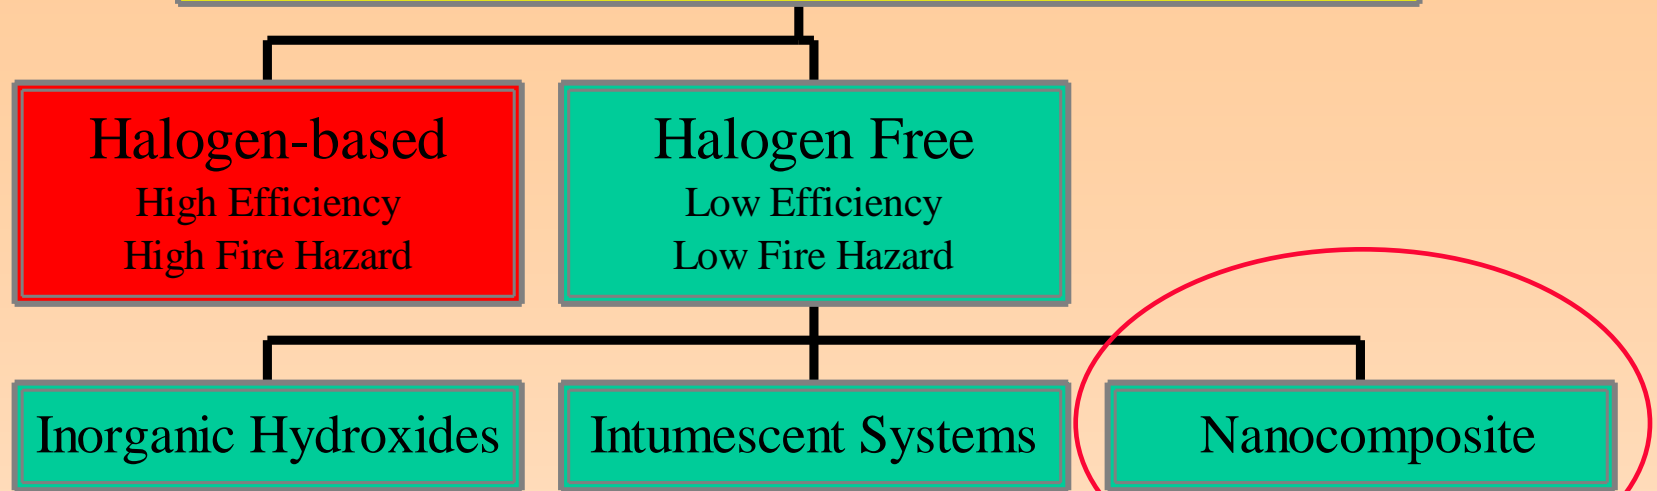 Halogen-based
High Efficiency
High Fire Hazard
Halogen Free
Low Efficiency
Low Fire Hazard
Inorganic Hydroxides
Intumescent Systems
Nanocomposite